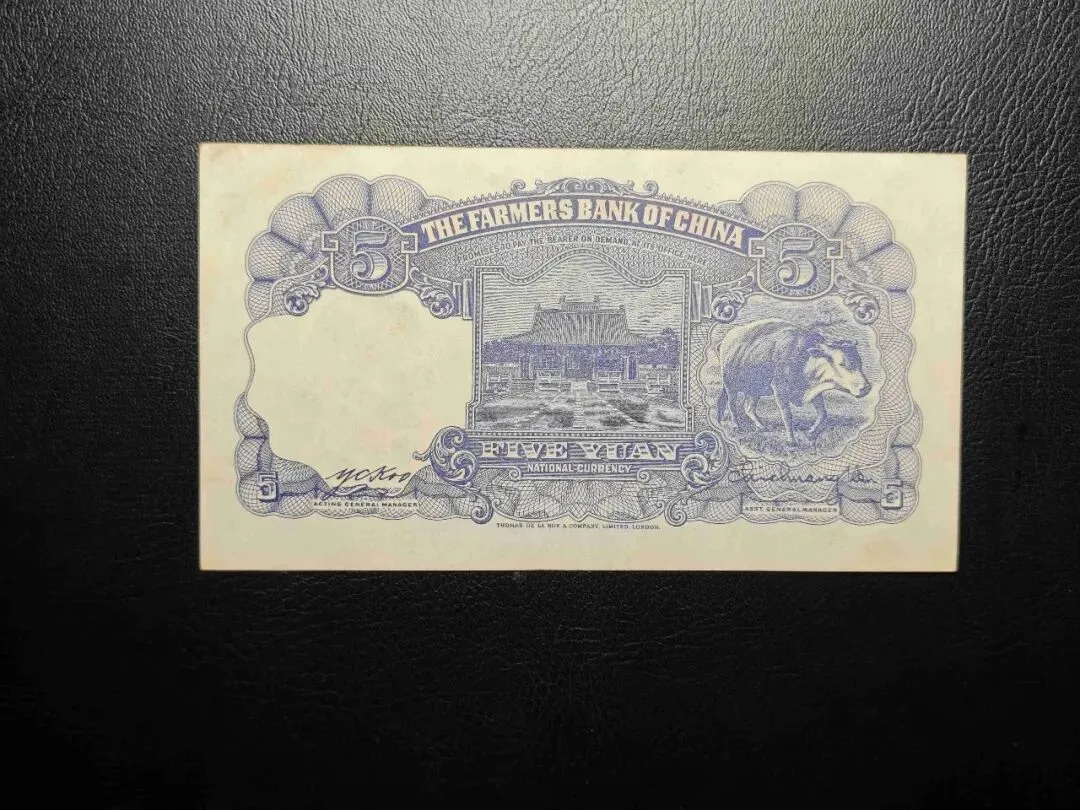 THE FARMERS BANK OF CHINA
PROMISES TO PAY THE BEARER ON DEMAND AT ITS OFFICE HERE
5
5
FIVE YUAN
NATIONAL CURRENCY
Y C Koo
5
5
ACTING GENERAL MANAGER
ASST. GENERAL MANAGER
THOMAS DE LA RUE & COMPANY, LIMITED, LONDON.